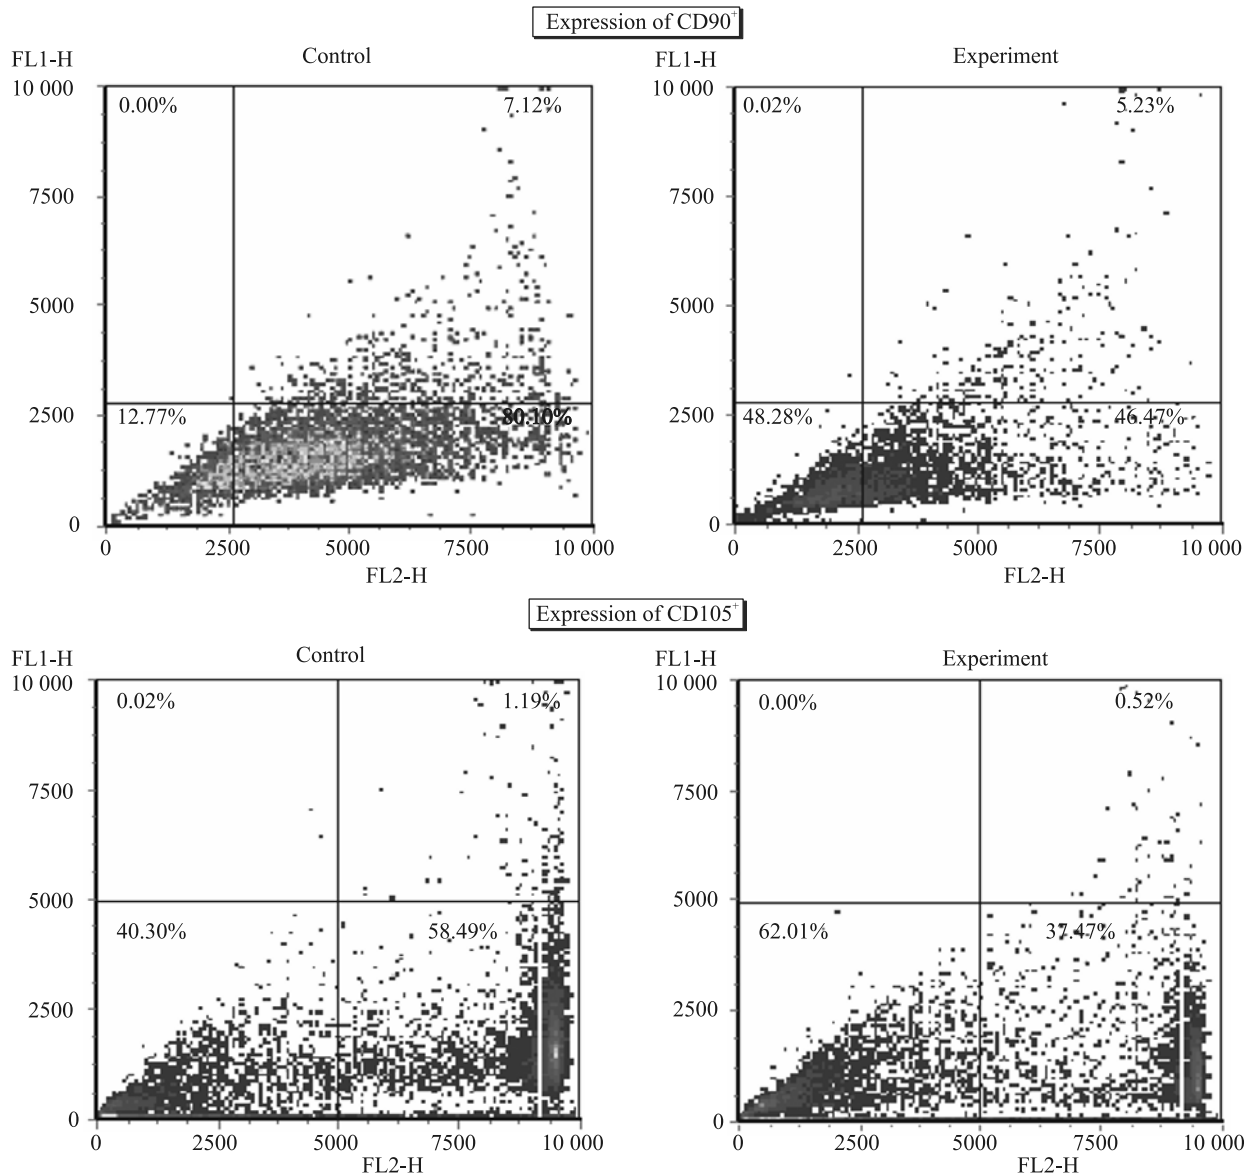 Expression of CD90⁺
FL1-H Control
10 000
0.00% 7.12%
7500
5000
2500
12.77% 80.10%
0
0 2500 5000 7500 10 000
FL2-H
FL1-H Experiment
10 000
0.02% 5.23%
7500
5000
2500
48.28% 46.47%
0
0 2500 5000 7500 10 000
FL2-H
Expression of CD105⁺
FL1-H Control
10 000
0.02% 1.19%
7500
5000
40.30% 58.49%
2500
0
0 2500 5000 7500 10 000
FL2-H
FL1-H Experiment
10 000
0.00% 0.52%
7500
5000
62.01% 37.47%
2500
0
0 2500 5000 7500 10 000
FL2-H